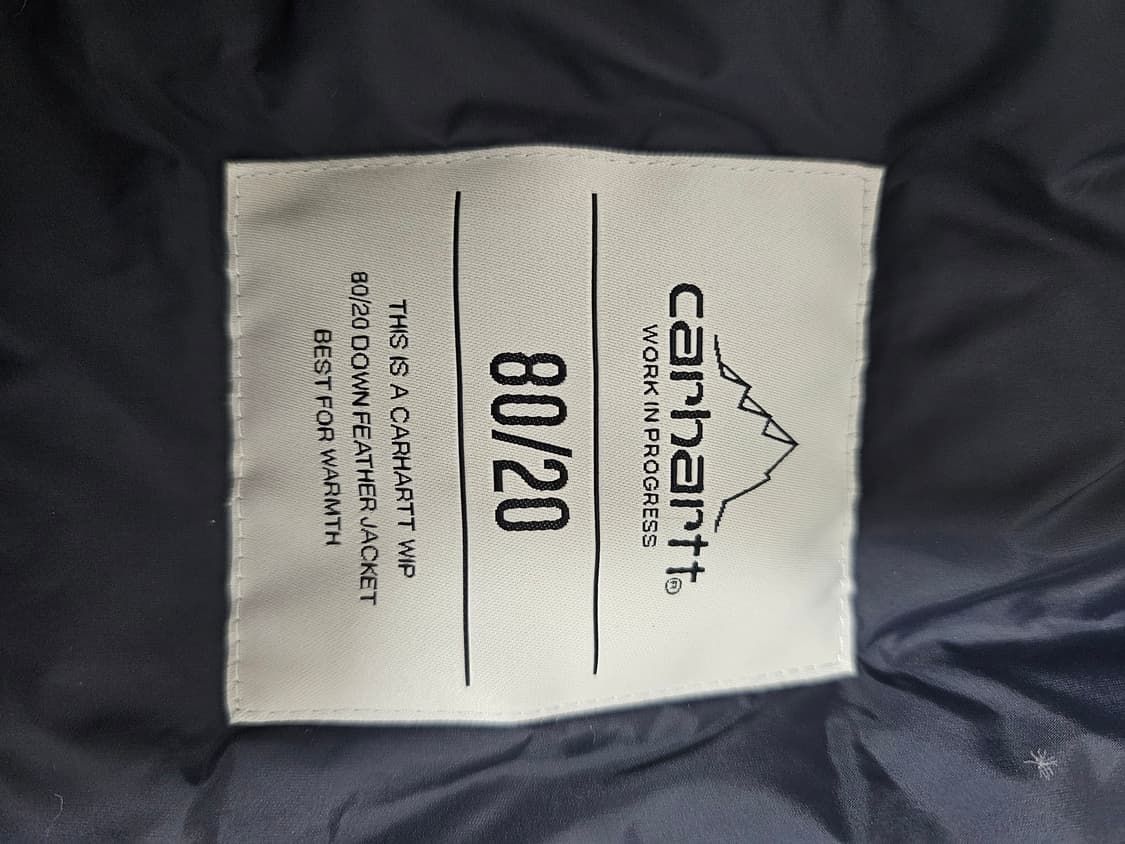 carhartt®
WORK IN PROGRESS
80/20
THIS IS A CARHARTT WIP
80/20 DOWN FEATHER JACKET
BEST FOR WARMTH